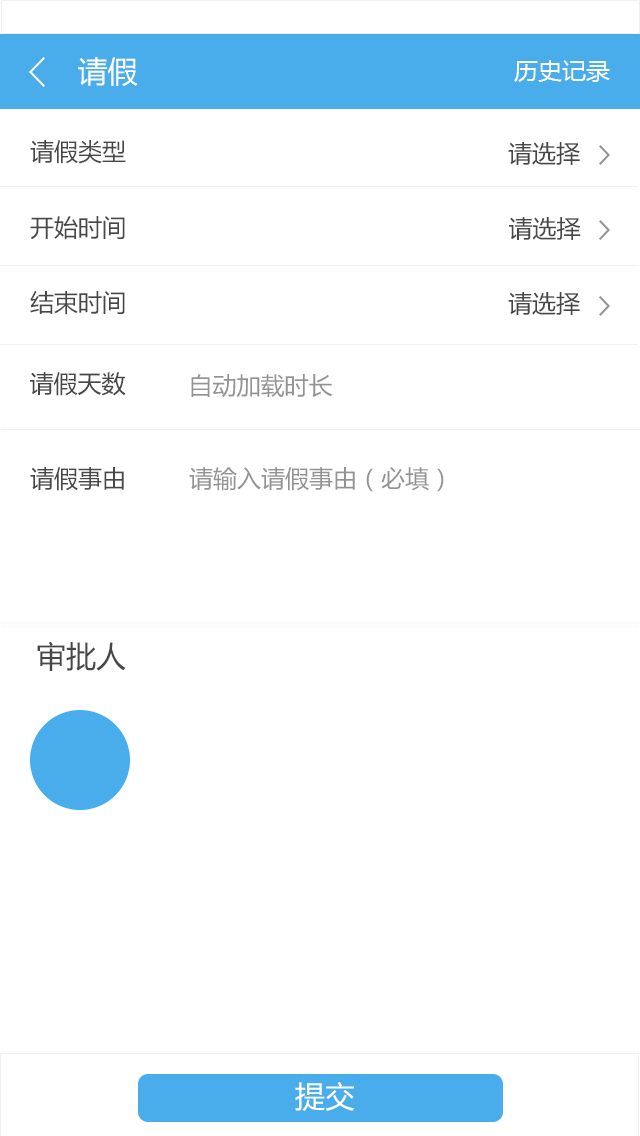 请假 历史记录
请假类型 请选择
开始时间 请选择
结束时间 请选择
请假天数 自动加载时长
请假事由 请输入请假事由（必填）
审批人
提交